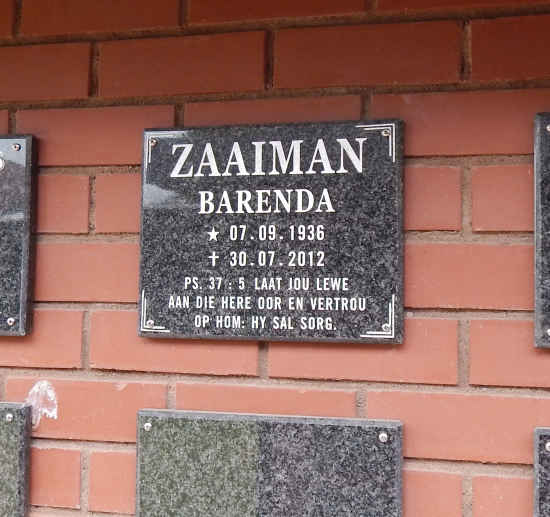 ZAAIMAN
BARENDA
★ 07.09.1936
✝ 30.07.2012
PS. 37 : 5 LAAT JOU LEWE
AAN DIE HERE OOR EN VERTROU
OP HOM: HY SAL SORG.